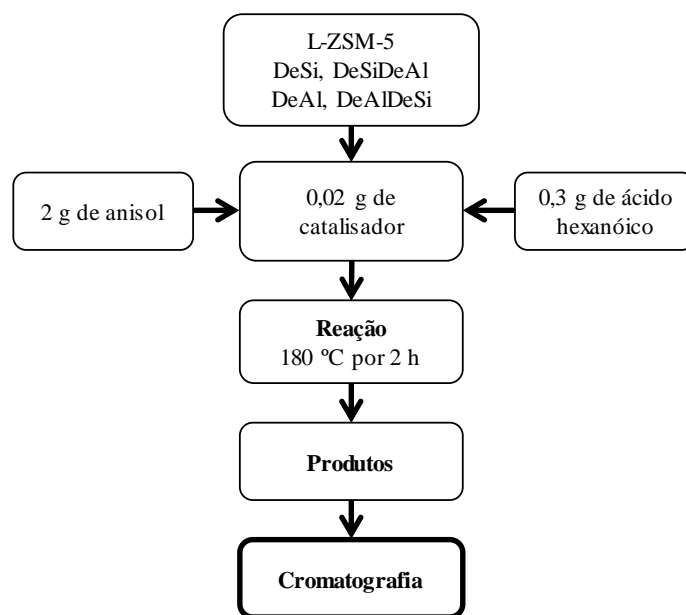 L-ZSM-5
DeSi, DeSiDeAl
DeAl, DeAlDeSi
2 g de anisol
0,02 g de
catalisador
0,3 g de ácido
hexanóico
Reação
180 ºC por 2 h
Produtos
Cromatografia